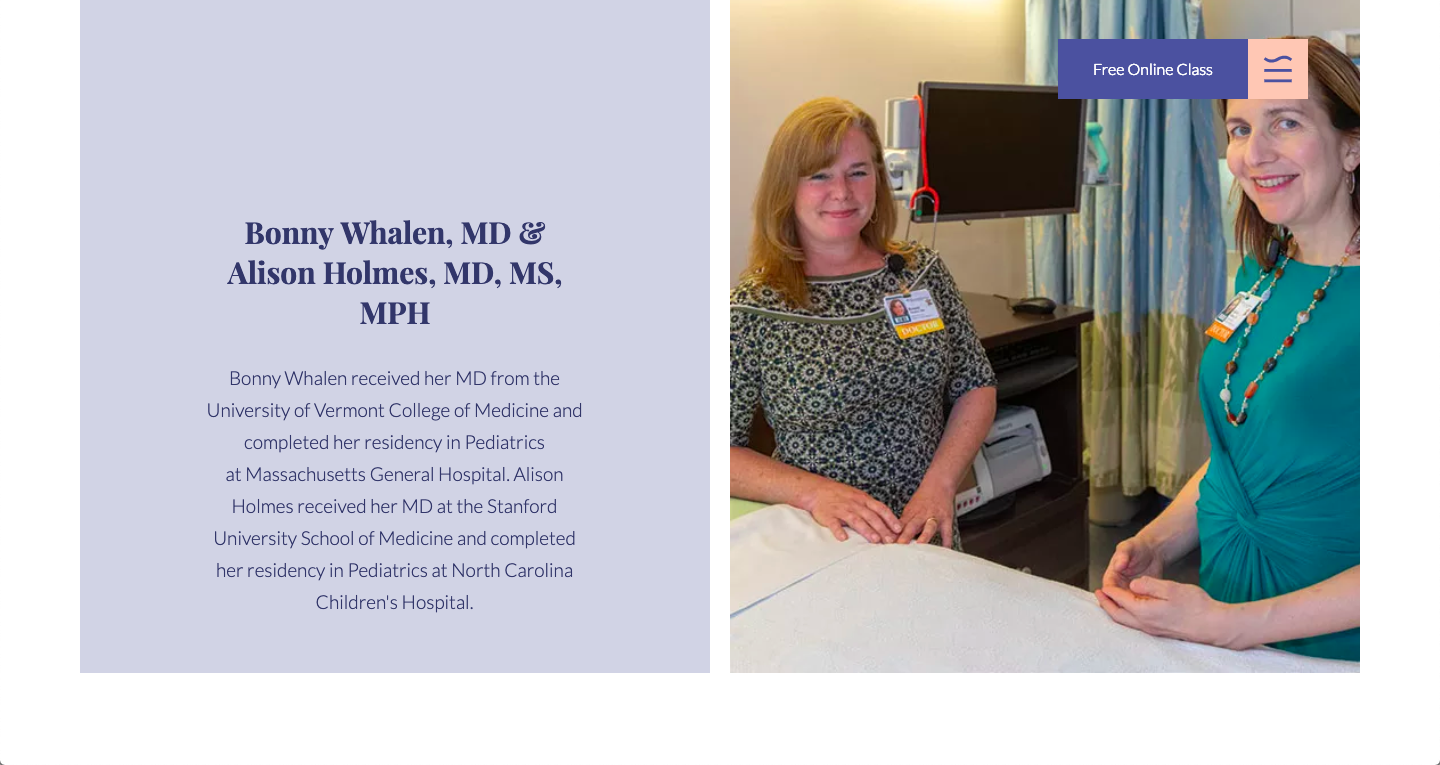 Free Online Class
Bonny Whalen, MD &
Alison Holmes, MD, MS,
MPH
Bonny Whalen received her MD from the
University of Vermont College of Medicine and
completed her residency in Pediatrics
at Massachusetts General Hospital. Alison
Holmes received her MD at the Stanford
University School of Medicine and completed
her residency in Pediatrics at North Carolina
Children's Hospital.
DOCTOR